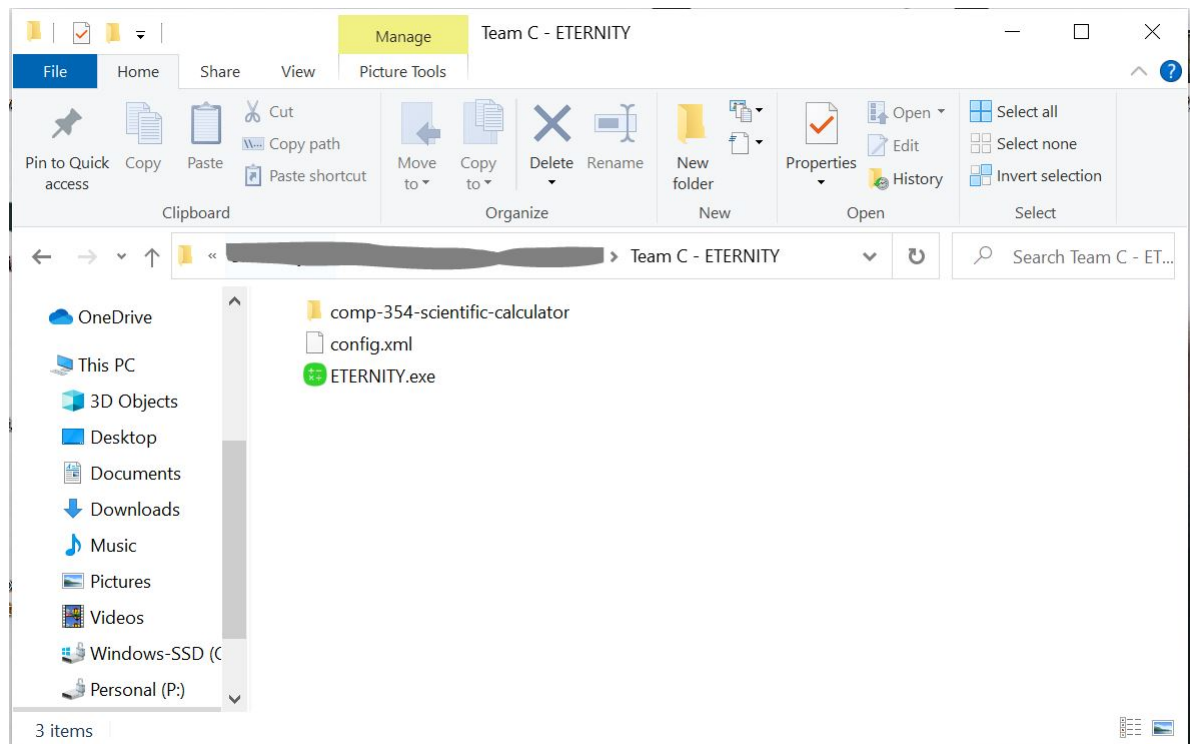 Manage
Team C - ETERNITY
File
Home
Share
View
Picture Tools
?
Pin to Quick access
Copy
Paste
Cut
Copy path
Paste shortcut
Clipboard
Move to
Copy to
Delete
Rename
Organize
New folder
New
Properties
Open
Edit
History
Open
Select all
Select none
Invert selection
Select
« > Team C - ETERNITY
Search Team C - ET...
OneDrive
This PC
3D Objects
Desktop
Documents
Downloads
Music
Pictures
Videos
Windows-SSD (C
Personal (P:)
comp-354-scientific-calculator
config.xml
ETERNITY.exe
3 items